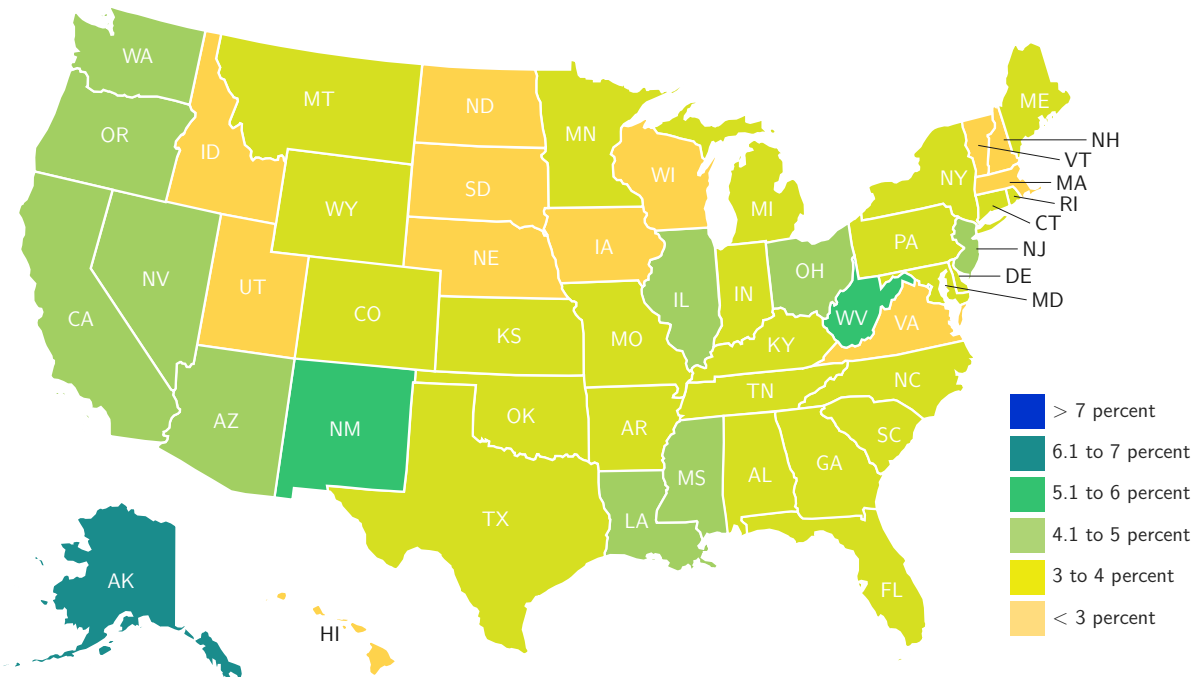 WA
MT
ND
ME
OR
MN
NH
ID
VT
WI
SD
NY
MA
WY
MI
RI
CT
PA
NJ
NE
IA
NV
UT
OH
DE
IL
IN
MD
CA
CO
WV
VA
KS
MO
KY
NC
TN
AZ
NM
OK
AR
SC
GA
> 7 percent
6.1 to 7 percent
MS
AL
5.1 to 6 percent
TX
LA
4.1 to 5 percent
AK
FL
3 to 4 percent
HI
< 3 percent